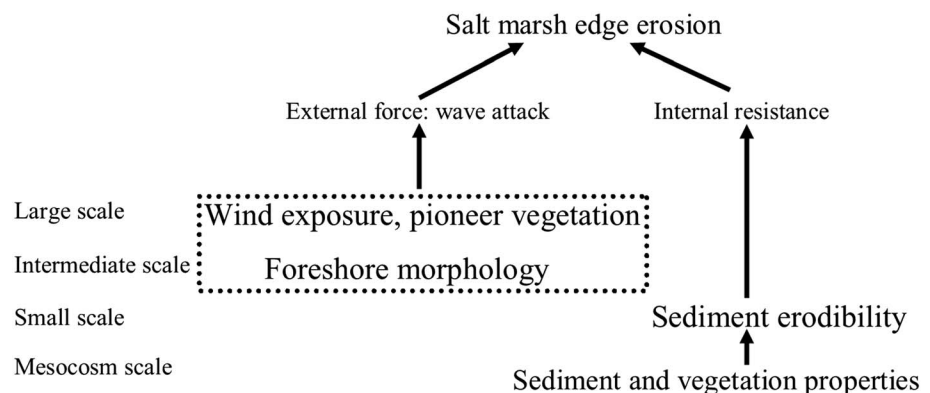 Salt marsh edge erosion
External force: wave attack
Internal resistance
Large scale
Wind exposure, pioneer vegetation
Intermediate scale
Foreshore morphology
Small scale
Sediment erodibility
Mesocosm scale
Sediment and vegetation properties